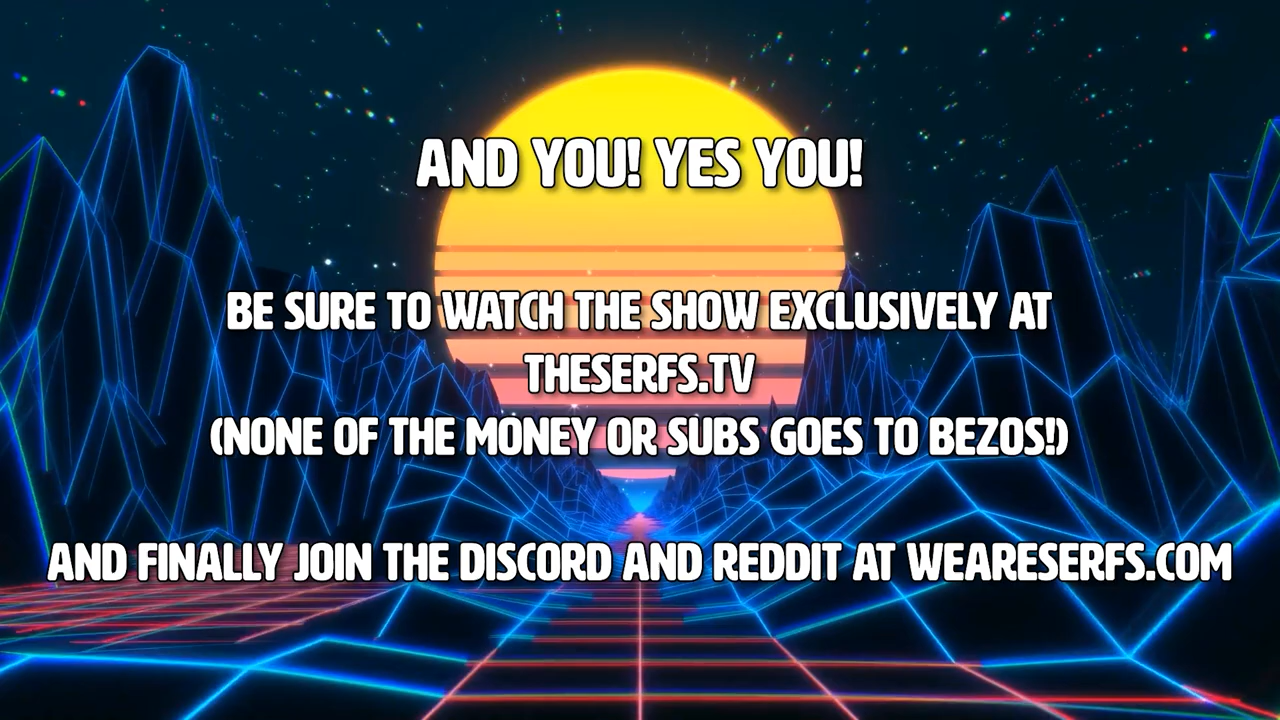 AND YOU! YES YOU!
BE SURE TO WATCH THE SHOW EXCLUSIVELY AT
THESERFS.TV
(NONE OF THE MONEY OR SUBS GOES TO BEZOS!)
AND FINALLY JOIN THE DISCORD AND REDDIT AT WEARESERFS.COM